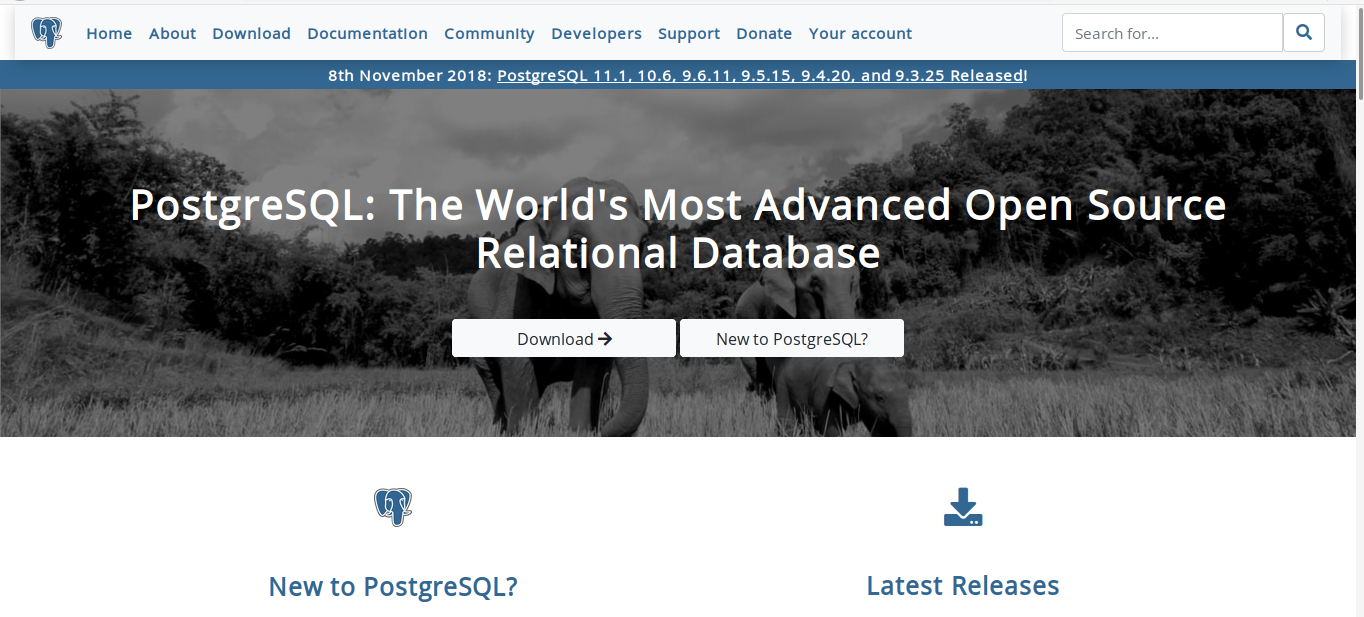 Home About Download Documentation Community Developers Support Donate Your account Search for...
8th November 2018: PostgreSQL 11.1, 10.6, 9.6.11, 9.5.15, 9.4.20, and 9.3.25 Released!
PostgreSQL: The World's Most Advanced Open Source
Relational Database
Download New to PostgreSQL?
New to PostgreSQL? Latest Releases